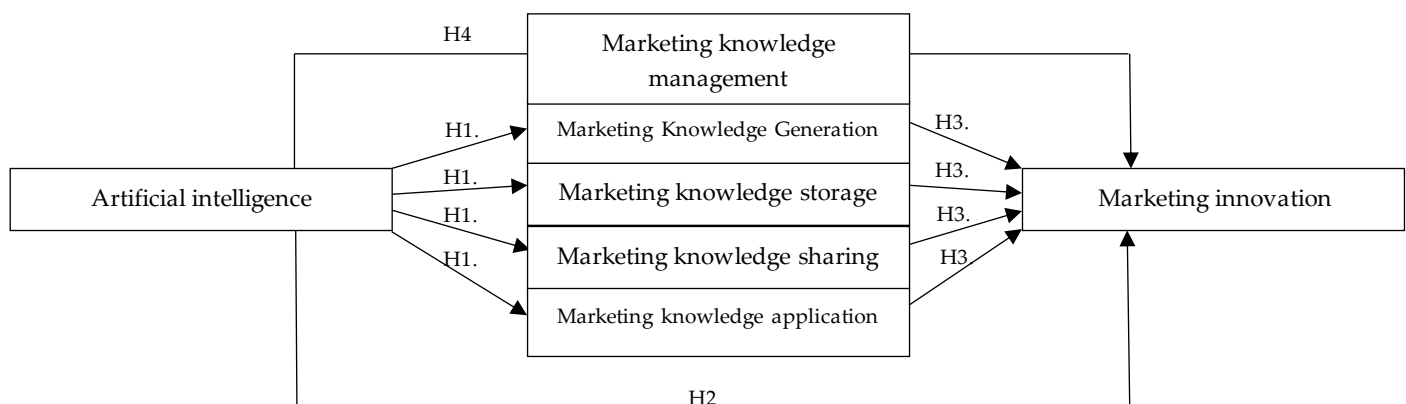 H4
Marketing knowledge
management
H1.
Marketing Knowledge Generation
H3.
H1.
Marketing knowledge storage
H3.
Artificial intelligence
Marketing innovation
H1.
H3.
Marketing knowledge sharing
H1.
H3.
Marketing knowledge application
H2